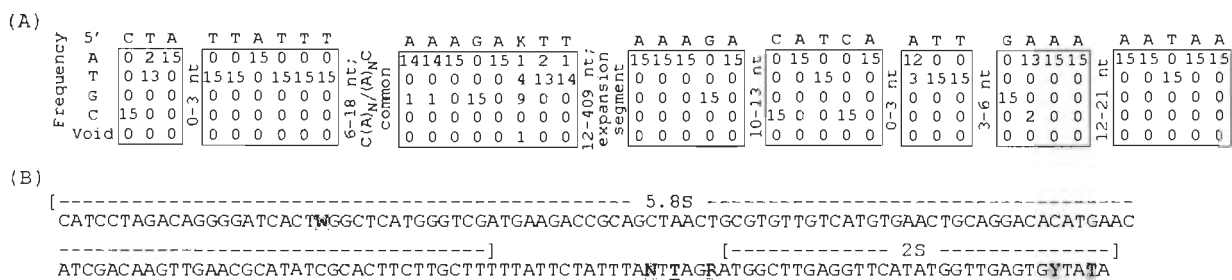 (A)
Frequency
5' C T A T T A T T T A A A G A K T T A A A G A C A T C A A T T G A A A A A T A A
A 0 2 15 0 0 15 0 0 0 14 14 15 0 15 1 2 1 15 15 15 0 15 0 15 0 0 15 12 0 0 0 13 15 15 15 15 0 15 15
T 0 13 0 15 15 0 15 15 15 0 0 0 0 0 4 13 14 0 0 0 0 0 0 0 15 0 0 3 15 15 0 0 0 0 0 0 15 0 0
G 0 0 0 0 0 0 0 0 0 1 1 0 15 0 9 0 0 0 0 0 15 0 0 0 0 0 0 0 0 0 15 0 0 0 0 0 0 0 0
C 15 0 0 0 0 0 0 0 0 0 0 0 0 0 0 0 0 0 0 0 0 0 15 0 0 15 0 0 0 0 0 2 0 0 0 0 0 0 0
Void 0 0 0 0 0 0 0 0 0 0 0 0 0 0 1 0 0 0 0 0 0 0 0 0 0 0 0 0 0 0 0 0 0 0 0 0 0 0 0
0-3 nt
6-18 nt;
C(A)N/(A)NC
common
12-409 nt;
expansion
segment
10-13 nt
0-3 nt
3-6 nt
12-21 nt
(B)
[------------------------------------------------ 5.8S ------------------------------------------------
CATCCTAGACAGGGGATCACTWGGCTCATGGGTCGATGAAGACCGCAGCTAACTGCGTGTTGTCATGTGAACTGCAGGACACATGAAC
-------------------------------------------] [---------------- 2S -------------------]
ATCGACAAGTTGAACGCATATCGCACTTCTTGCTTTTTATTCTATTTANTTAGRATGGCTTGAGGTTCATATGGTTGAGTGYTATA